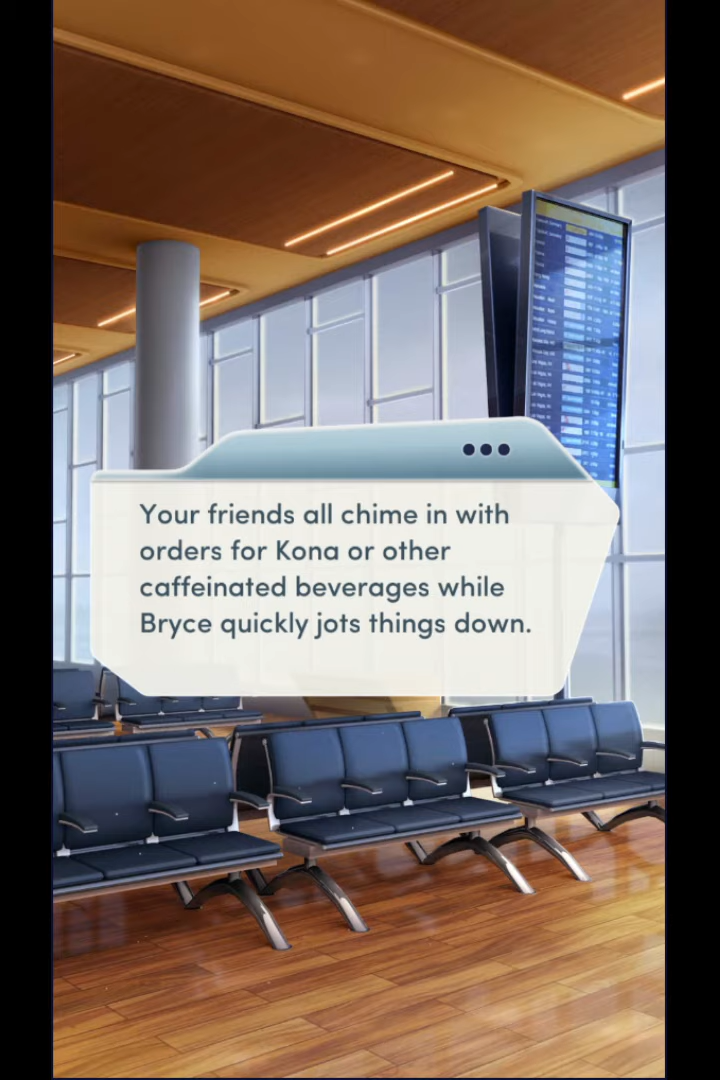 Your friends all chime in with
orders for Kona or other
caffeinated beverages while
Bryce quickly jots things down.